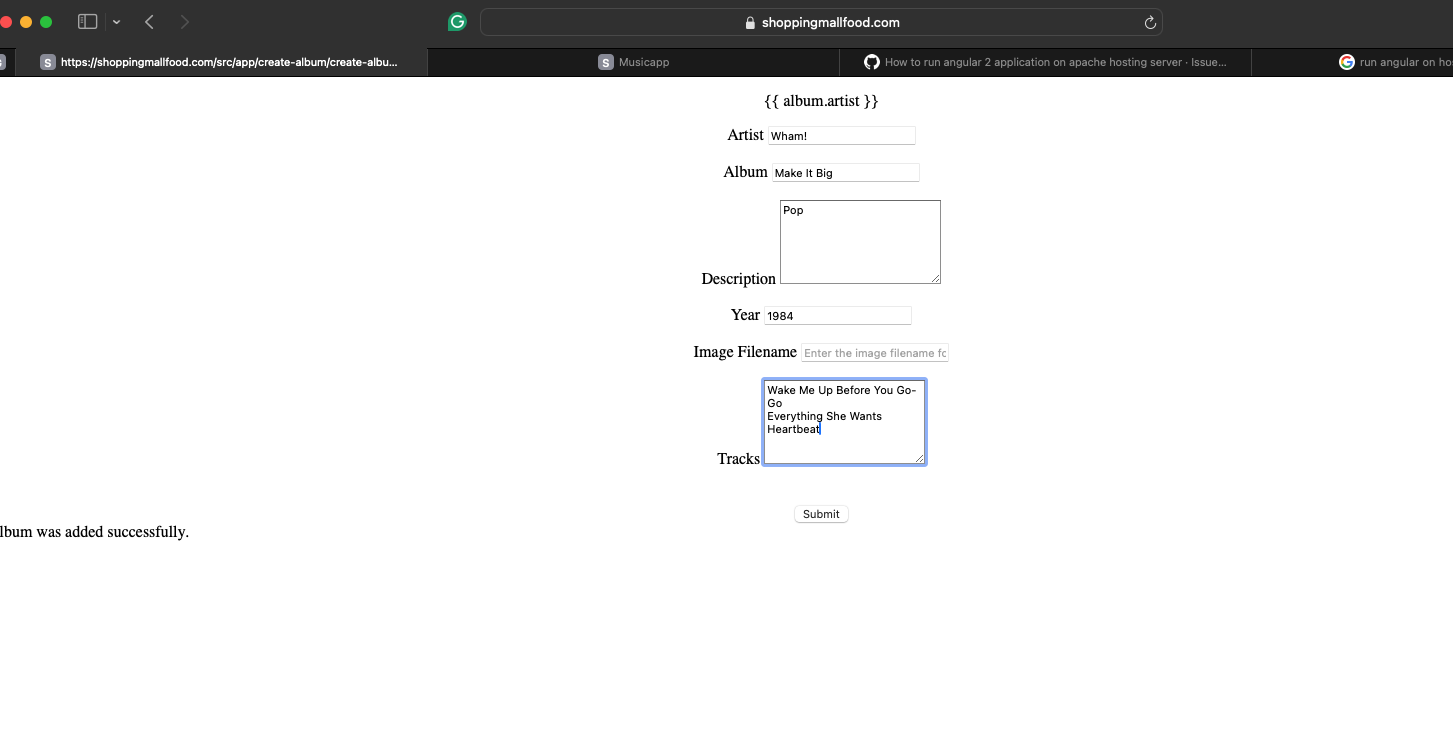 shoppingmallfood.com
S https://shoppingmallfood.com/src/app/create-album/create-albu...
S Musicapp
How to run angular 2 application on apache hosting server · Issue...
G run angular on ho
{{ album.artist }}
Artist Wham!
Album Make It Big
Pop
Description
Year 1984
Image Filename Enter the image filename fo
Wake Me Up Before You Go-
Go
Everything She Wants
Heartbeat
Tracks
Submit
lbum was added successfully.